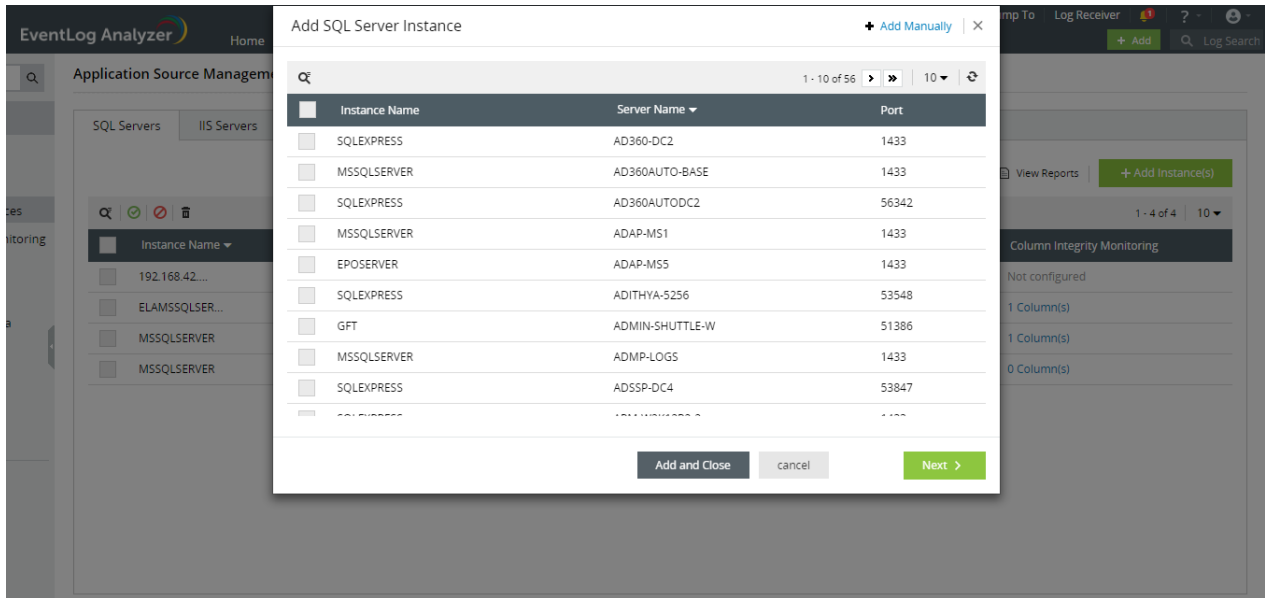 mp To Log Receiver 1 ?
EventLog Analyzer Home
+ Add Log Search
Application Source Manageme
SQL Servers IIS Servers
View Reports + Add Instance(s)
1 - 4 of 4 10
Instance Name Column Integrity Monitoring
192.168.42.... Not configured
ELAMSSQLSER... 1 Column(s)
MSSQLSERVER 1 Column(s)
MSSQLSERVER 0 Column(s)
ces
nitoring
a
Add SQL Server Instance + Add Manually
1 - 10 of 56 10
Instance Name Server Name Port
SQLEXPRESS AD360-DC2 1433
MSSQLSERVER AD360AUTO-BASE 1433
SQLEXPRESS AD360AUTODC2 56342
MSSQLSERVER ADAP-MS1 1433
EPOSERVER ADAP-MS5 1433
SQLEXPRESS ADITHYA-5256 53548
GFT ADMIN-SHUTTLE-W 51386
MSSQLSERVER ADMP-LOGS 1433
SQLEXPRESS ADSSP-DC4 53847
Add and Close cancel Next